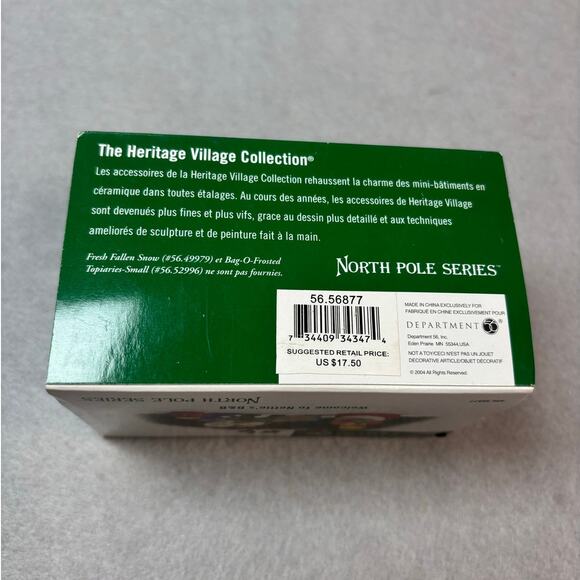 The Heritage Village Collection®
Les accessoires de la Heritage Village Collection rehaussent la charme des mini-bâtiments en
céramique dans toutes étalages. Au cours des années, les accessoires de Heritage Village
sont devenués plus fines et plus vifs, grace au dessin plus detaillé et aux techniques
ameliorés de sculpture et de peinture fait à la main.
Fresh Fallen Snow (#56.49979) et Bag-O-Frosted
Topiaries-Small (#56.52996) ne sont pas fournies.
NORTH POLE SERIES™
56.56877
7 34409 34347 4
SUGGESTED RETAIL PRICE:
US $17.50
MADE IN CHINA EXCLUSIVELY FOR
FABRIQUÉ EN CHINE EXCLUSIVEMENT POUR
DEPARTMENT 56®
Department 56, Inc.
Eden Prairie MN 55344,USA
NOT A TOY/CECI N'EST PAS UN JOUET
DECORATIVE ARTICLE/OBJET DÉCORATIF
© 2004 All Rights Reserved.
NORTH POLE SERIES
Welcome To Nettie's B&B